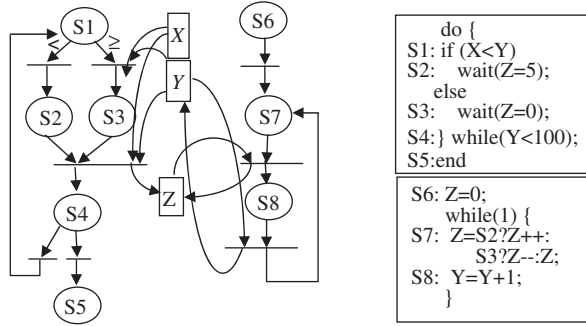 S1
<
≥
X
Y
S6
S2
S3
S7
Z
S4
S8
S5
do {
S1: if (X<Y)
S2: wait(Z=5);
else
S3: wait(Z=0);
S4:} while(Y<100);
S5:end
S6: Z=0;
while(1) {
S7: Z=S2?Z++:
S3?Z--:Z;
S8: Y=Y+1;
}